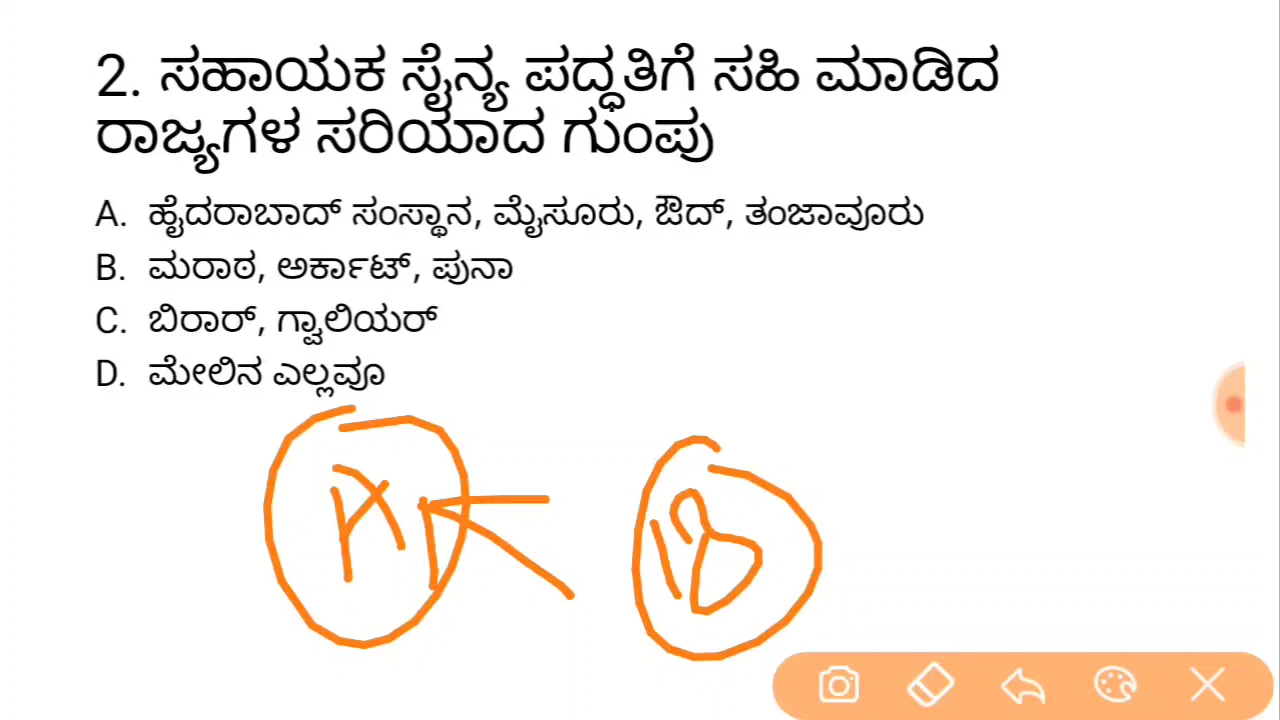 2. ಸಹಾಯಕ ಸೈನ್ಯ ಪದ್ಧತಿಗೆ ಸಹಿ ಮಾಡಿದ
ರಾಜ್ಯಗಳ ಸರಿಯಾದ ಗುಂಪು
A. ಹೈದರಾಬಾದ್ ಸಂಸ್ಥಾನ, ಮೈಸೂರು, ಔದ್, ತಂಜಾವೂರು
B. ಮರಾಠ, ಅರ್ಕಾಟ್, ಪುನಾ
C. ಬಿರಾರ್, ಗ್ವಾಲಿಯರ್
D. ಮೇಲಿನ ಎಲ್ಲವೂ